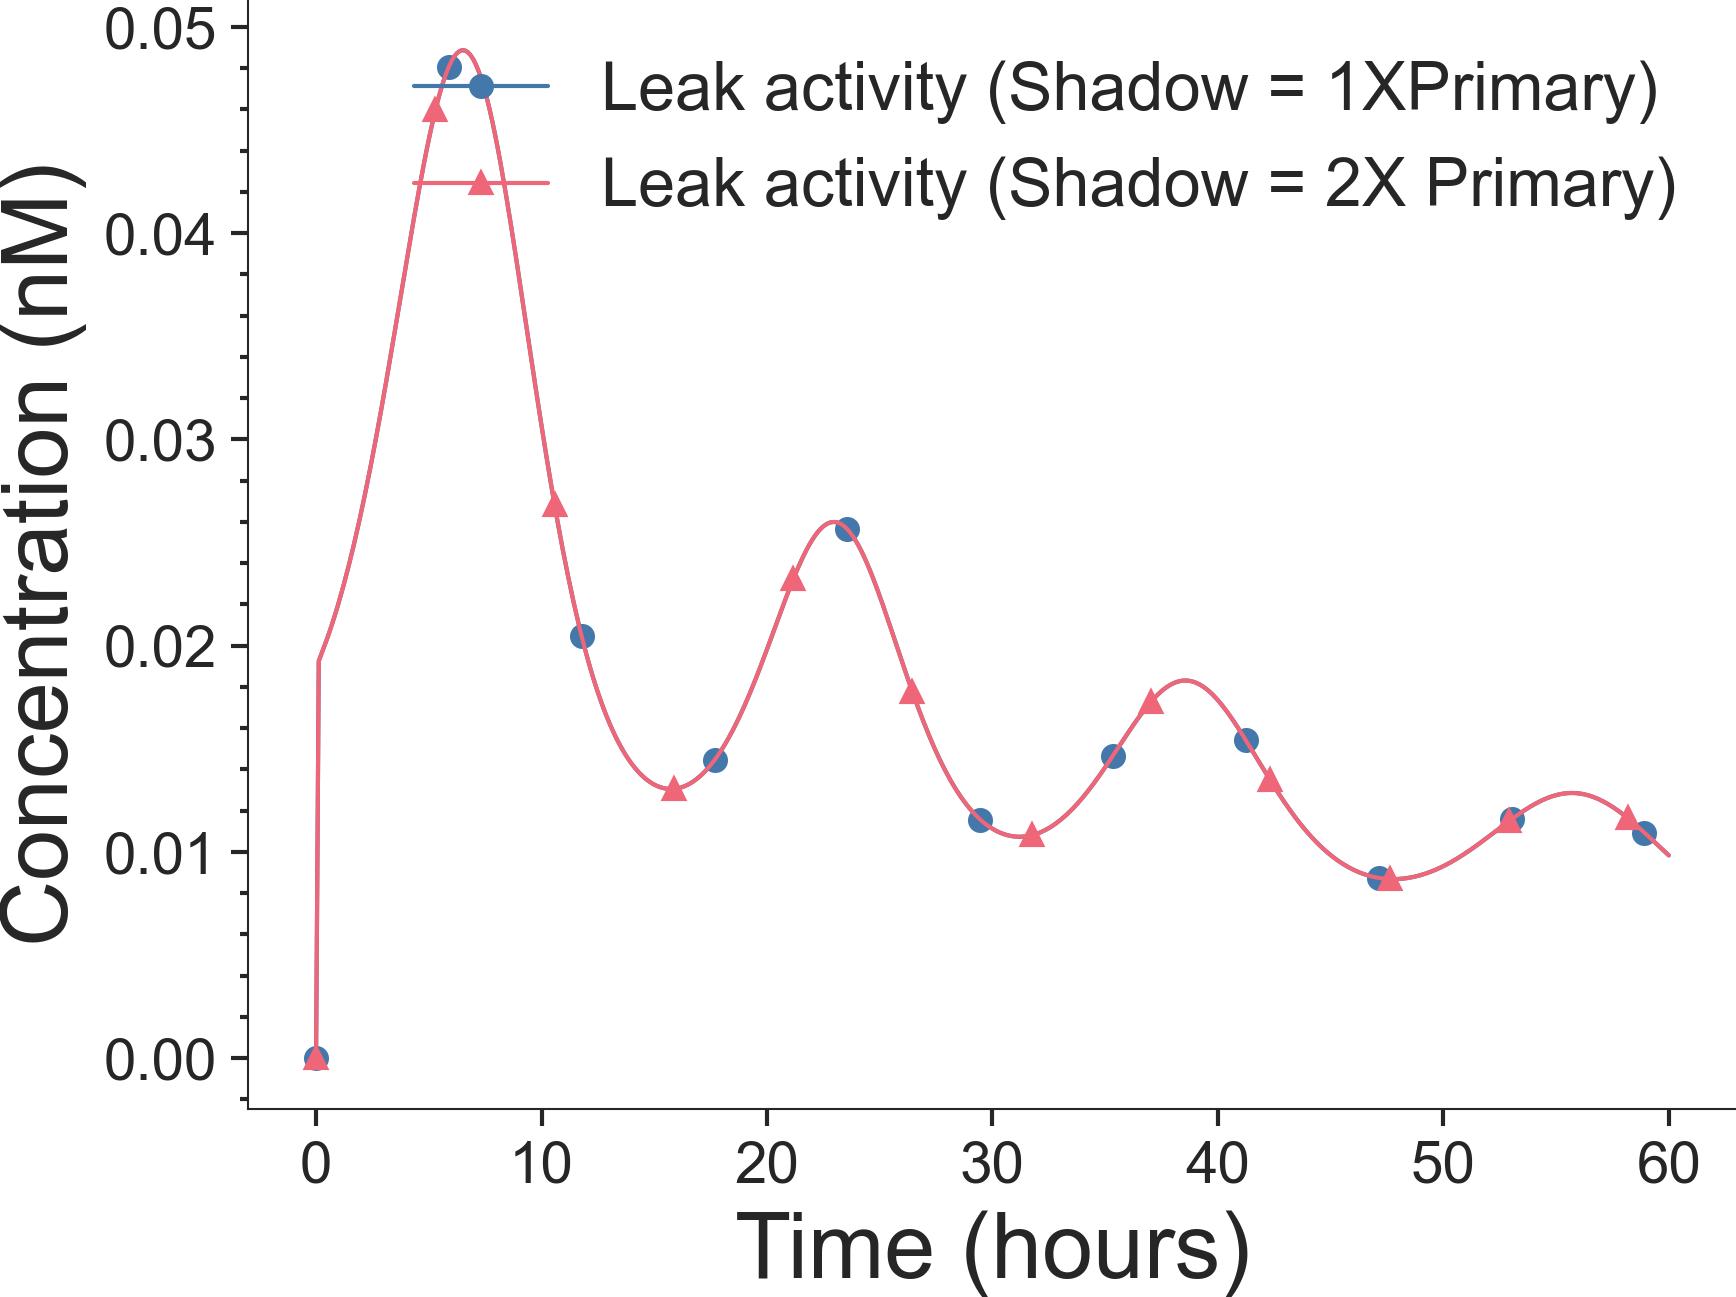 0.05
0.04
0.03
0.02
0.01
0.00
Concentration (nM)
Leak activity (Shadow = 1XPrimary)
Leak activity (Shadow = 2X Primary)
0 10 20 30 40 50 60
Time (hours)